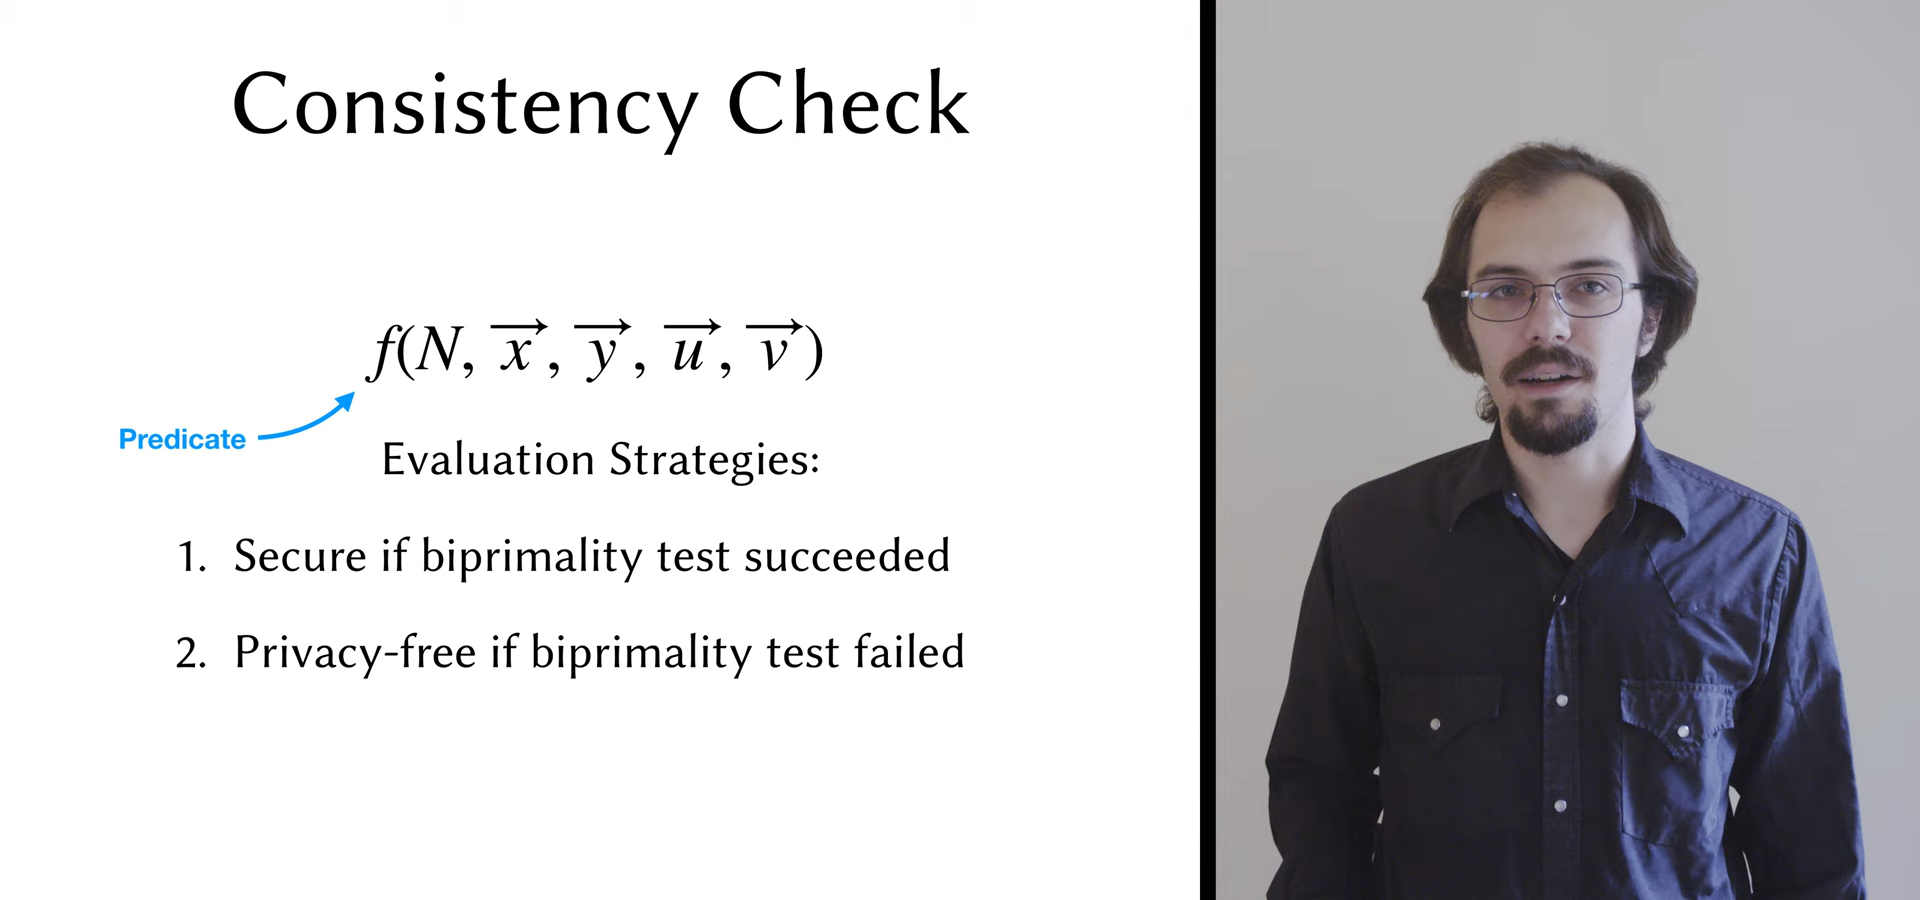 Consistency Check
f(N, x⃗, y⃗, u⃗, v⃗)
Predicate
Evaluation Strategies:
1. Secure if biprimality test succeeded
2. Privacy-free if biprimality test failed